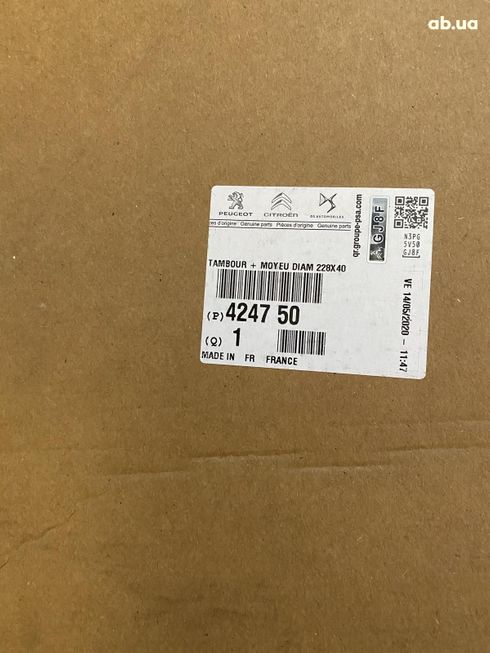 ab.ua
PEUGEOT CITROËN DS AUTOMOBILES
Pièces d'origine Genuine parts Pièces d'origine Genuine parts
qr.groupe-psa.com
GJ8F
N3PG
5V50
GJ8F
TAMBOUR + MOYEU DIAM 228X40
(P) 4247 50
(Q) 1
MADE IN FR FRANCE
VE 14/05/2020 - 11:47